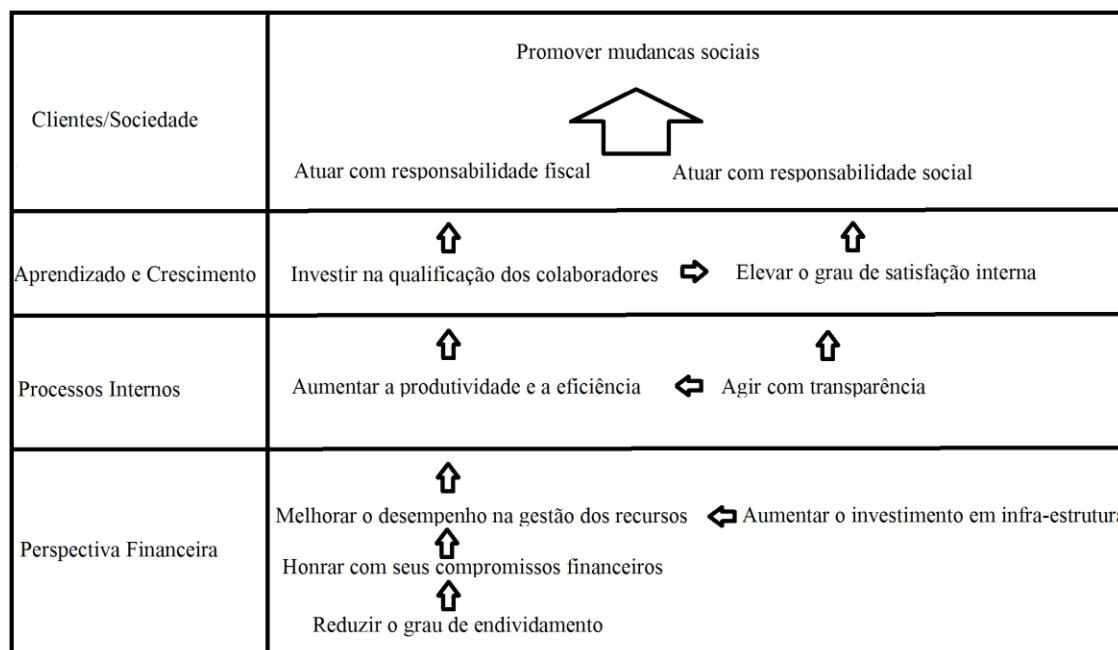 Promover mudancas sociais
Clientes/Sociedade
Atuar com responsabilidade fiscal
Atuar com responsabilidade social
Aprendizado e Crescimento
Investir na qualificação dos colaboradores
Elevar o grau de satisfação interna
Processos Internos
Aumentar a produtividade e a eficiência
Agir com transparência
Perspectiva Financeira
Melhorar o desempenho na gestão dos recursos
Aumentar o investimento em infra-estrutura
Honrar com seus compromissos financeiros
Reduzir o grau de endividamento